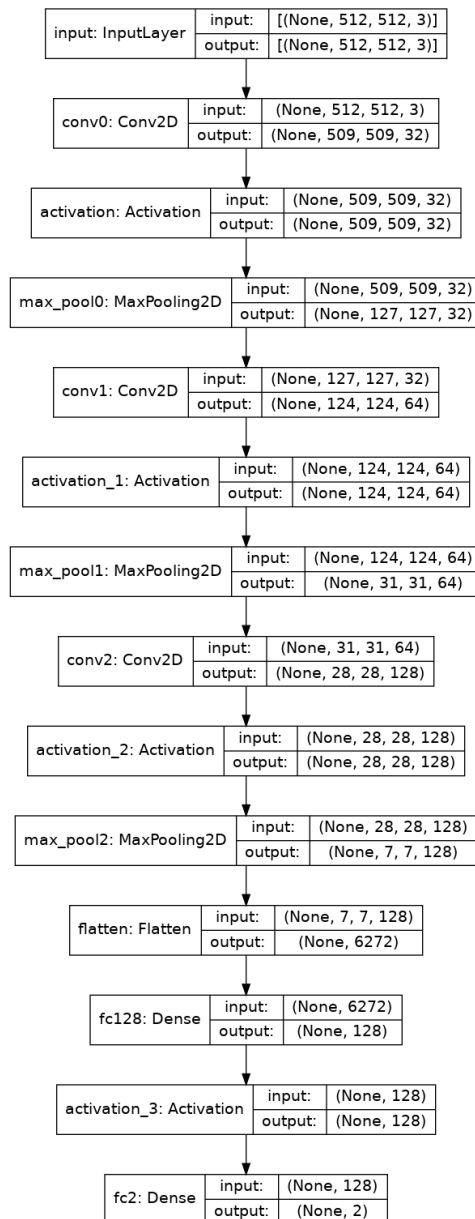 input: InputLayer
input: [(None, 512, 512, 3)]
output: [(None, 512, 512, 3)]
conv0: Conv2D
input: (None, 512, 512, 3)
output: (None, 509, 509, 32)
activation: Activation
input: (None, 509, 509, 32)
output: (None, 509, 509, 32)
max_pool0: MaxPooling2D
input: (None, 509, 509, 32)
output: (None, 127, 127, 32)
conv1: Conv2D
input: (None, 127, 127, 32)
output: (None, 124, 124, 64)
activation_1: Activation
input: (None, 124, 124, 64)
output: (None, 124, 124, 64)
max_pool1: MaxPooling2D
input: (None, 124, 124, 64)
output: (None, 31, 31, 64)
conv2: Conv2D
input: (None, 31, 31, 64)
output: (None, 28, 28, 128)
activation_2: Activation
input: (None, 28, 28, 128)
output: (None, 28, 28, 128)
max_pool2: MaxPooling2D
input: (None, 28, 28, 128)
output: (None, 7, 7, 128)
flatten: Flatten
input: (None, 7, 7, 128)
output: (None, 6272)
fc128: Dense
input: (None, 6272)
output: (None, 128)
activation_3: Activation
input: (None, 128)
output: (None, 128)
fc2: Dense
input: (None, 128)
output: (None, 2)